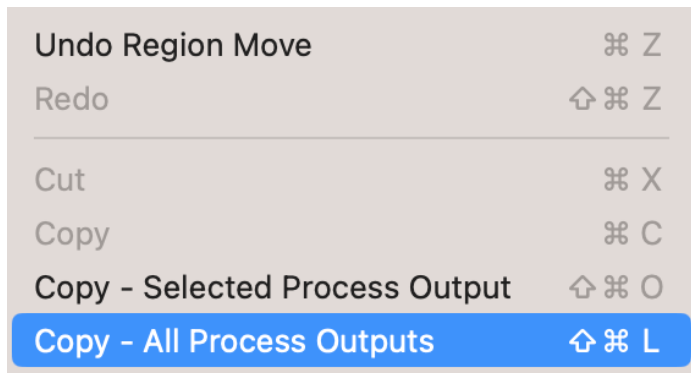 Undo Region Move ⌘ Z
Redo ⇧ ⌘ Z
Cut ⌘ X
Copy ⌘ C
Copy - Selected Process Output ⇧ ⌘ O
Copy - All Process Outputs ⇧ ⌘ L